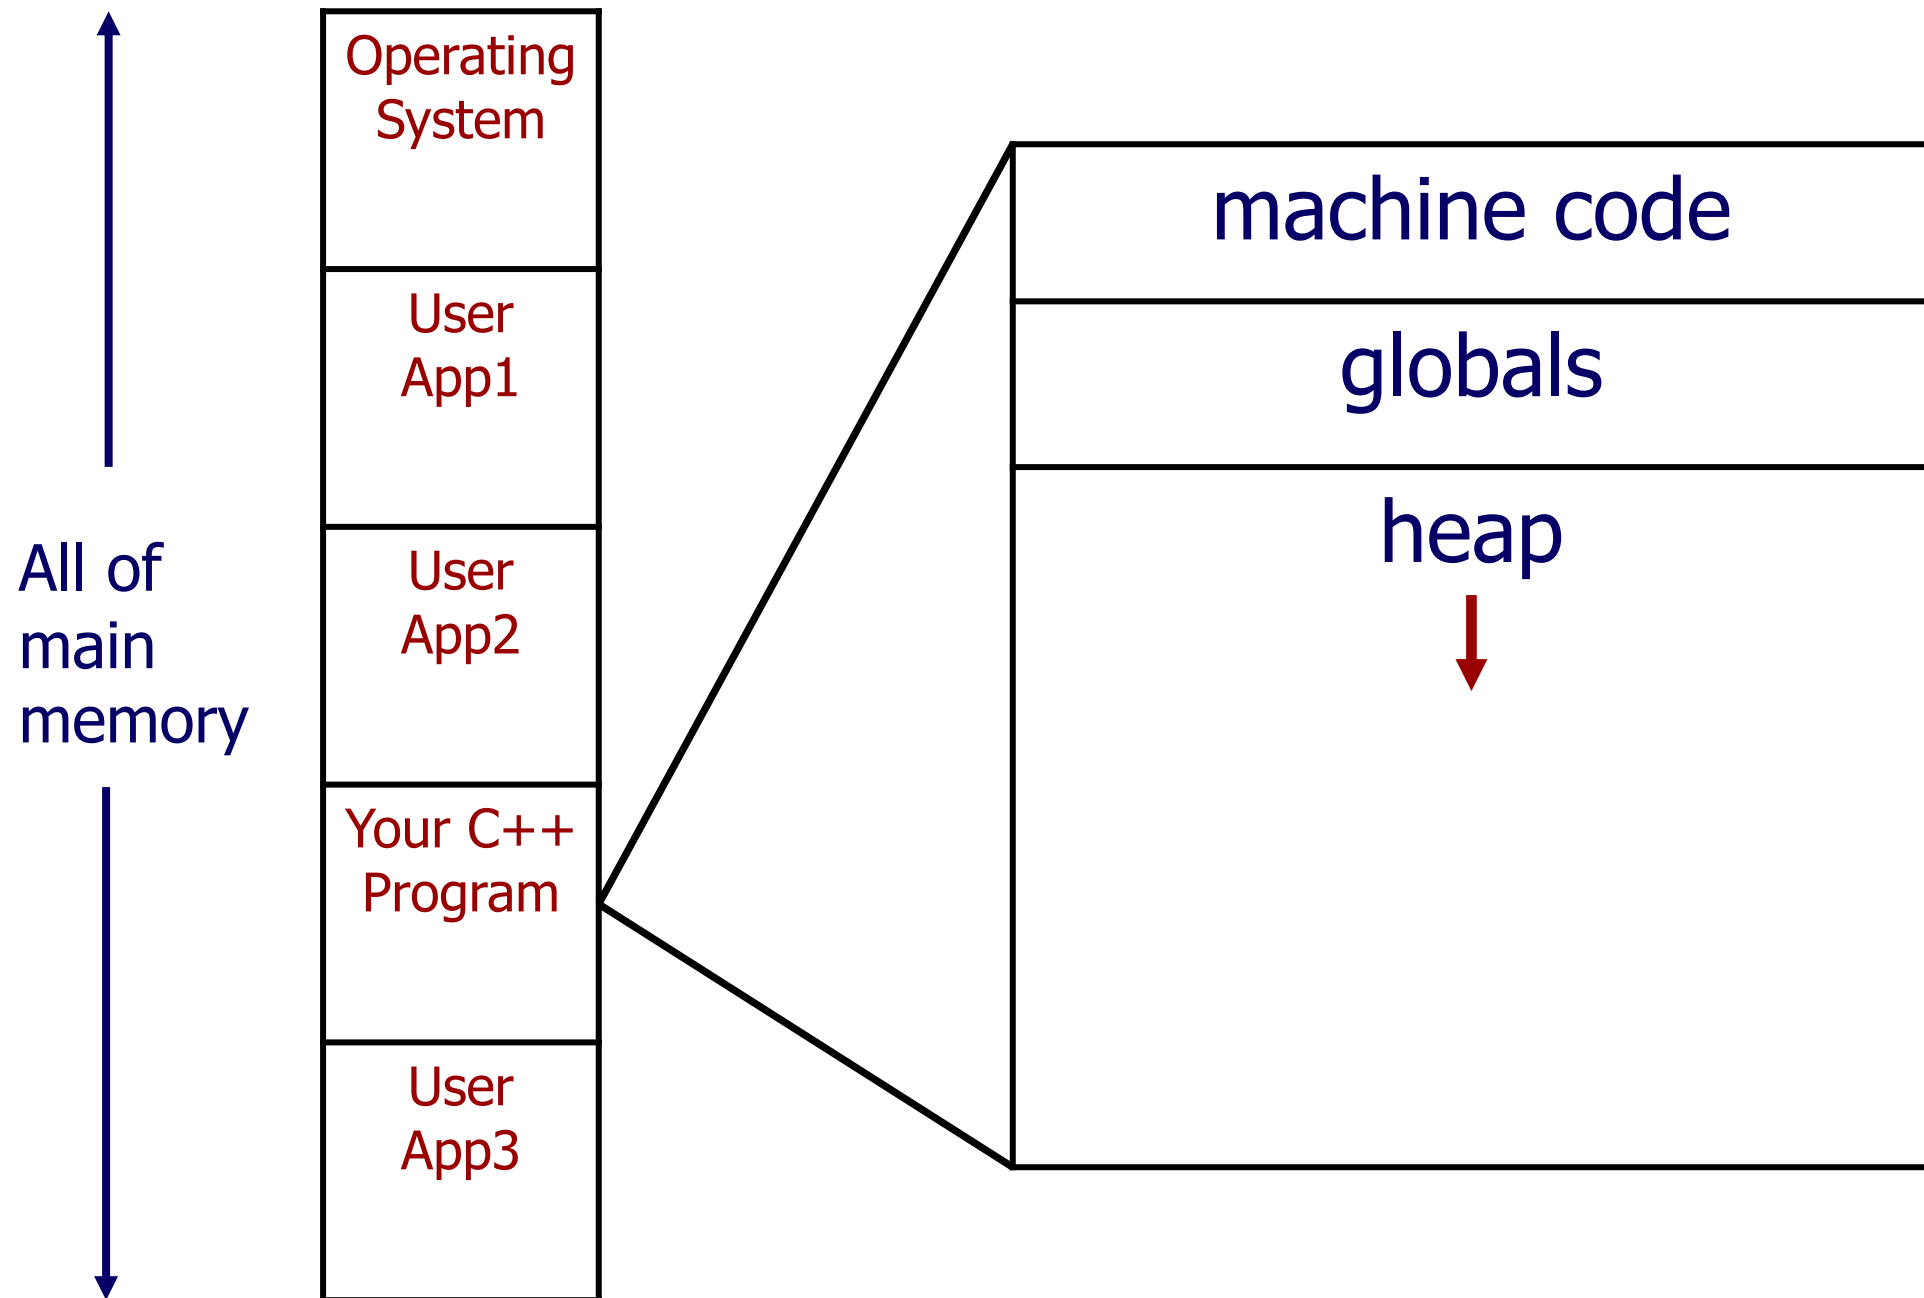 Operating
System
User
App1
User
App2
Your C++
Program
User
App3
All of
main
memory
machine code
globals
heap